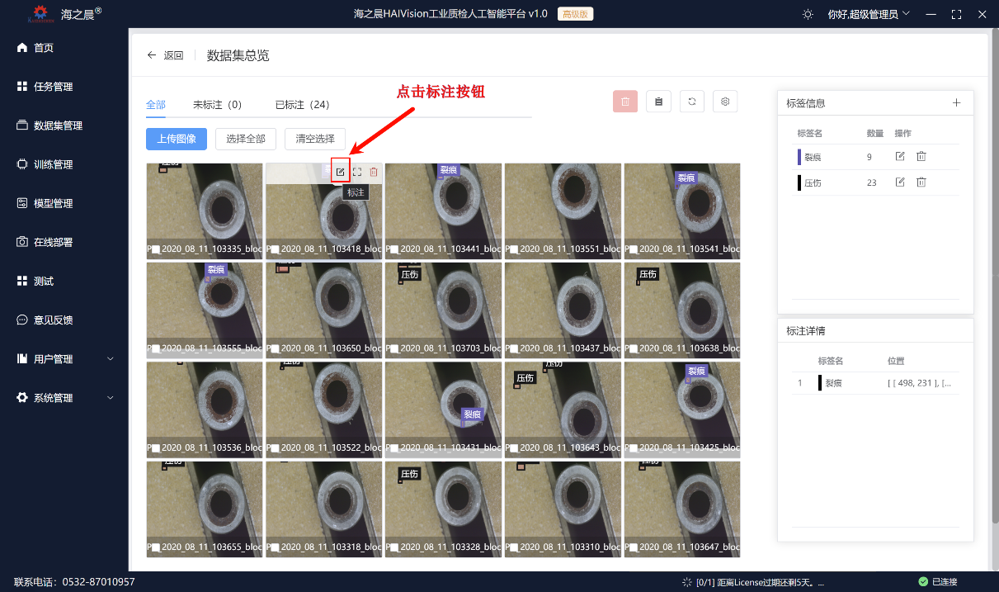 海之晨®
海之晨HAIVision工业质检人工智能平台 v1.0
高级版
你好,超级管理员
首页
任务管理
数据集管理
训练管理
模型管理
在线部署
测试
意见反馈
用户管理
系统管理
返回
数据集总览
点击标注按钮
全部
未标注（0）
已标注（24）
上传图像
选择全部
清空选择
压伤
标注
裂痕
裂痕
2020_08_11_103335_bloc
2020_08_11_103418_bloc
2020_08_11_103441_bloc
2020_08_11_103551_bloc
2020_08_11_103541_bloc
裂痕
压伤
压伤
压伤
2020_08_11_103555_bloc
2020_08_11_103650_bloc
2020_08_11_103703_bloc
2020_08_11_103437_bloc
2020_08_11_103638_bloc
压伤
压伤
压伤
裂痕
裂痕
2020_08_11_103536_bloc
2020_08_11_103522_bloc
2020_08_11_103431_bloc
2020_08_11_103643_bloc
2020_08_11_103425_bloc
压伤
压伤
压伤
2020_08_11_103655_bloc
2020_08_11_103318_bloc
2020_08_11_103328_bloc
2020_08_11_103310_bloc
2020_08_11_103647_bloc
标签信息
标签名 数量 操作
裂痕 9
压伤 23
标注详情
标签名 位置
1 裂痕 [ [ 498, 231 ], [...
联系电话：0532-87010957
[0/1] 距离License过期还剩5天。...
已连接